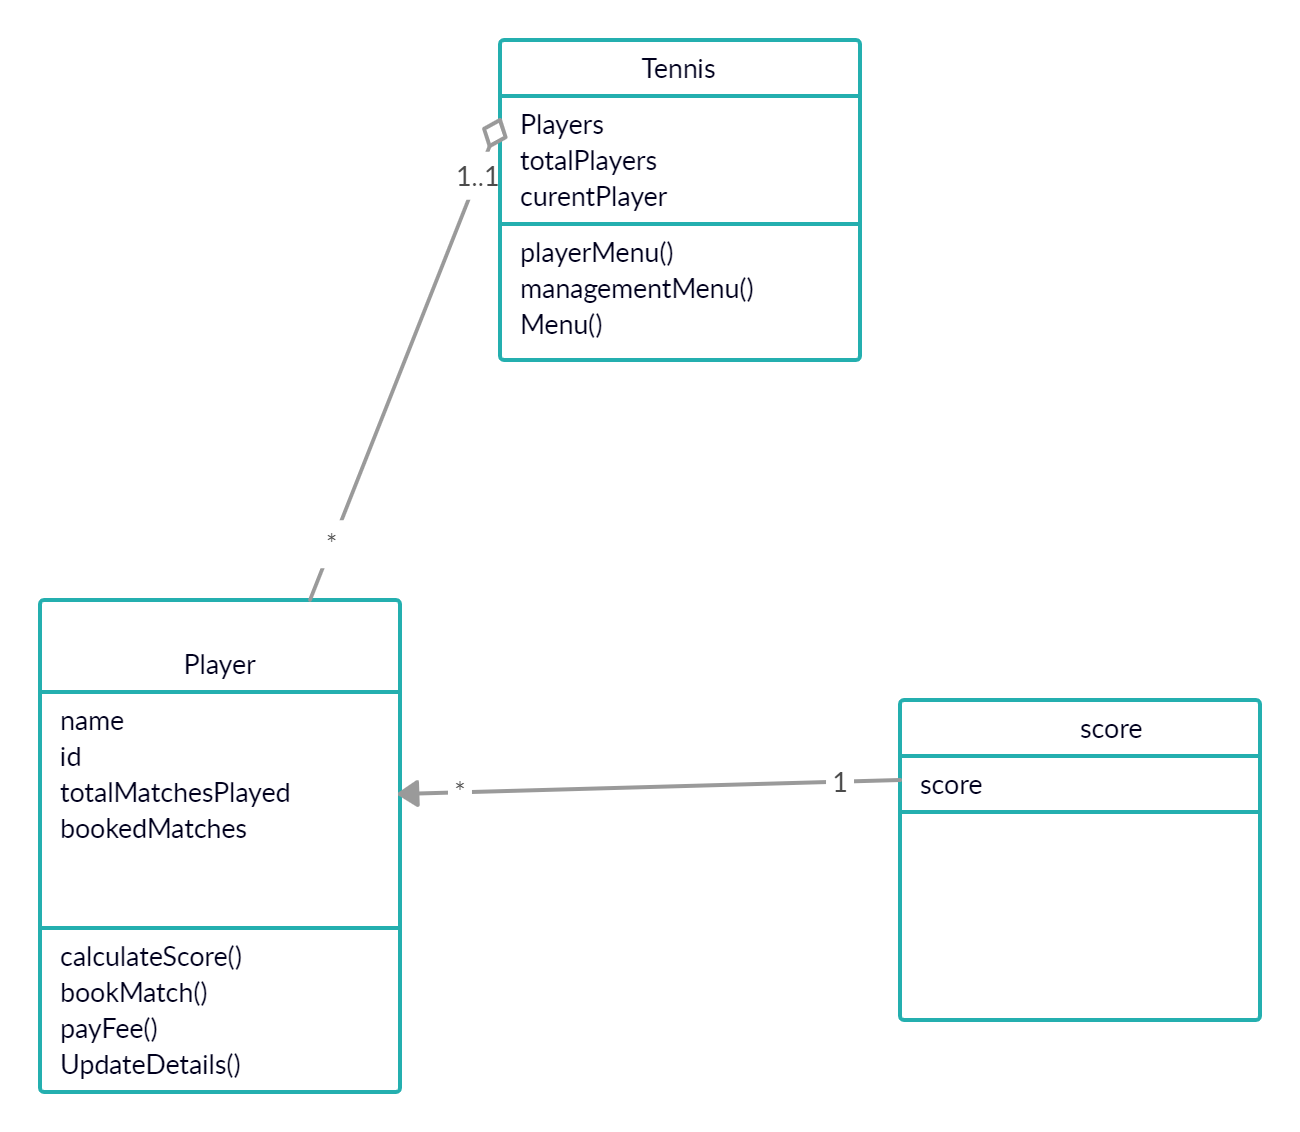 Tennis
Players
totalPlayers
curentPlayer
playerMenu()
managementMenu()
Menu()
1..1
*
Player
name
id
totalMatchesPlayed
bookedMatches
calculateScore()
bookMatch()
payFee()
UpdateDetails()
*
1
score
score